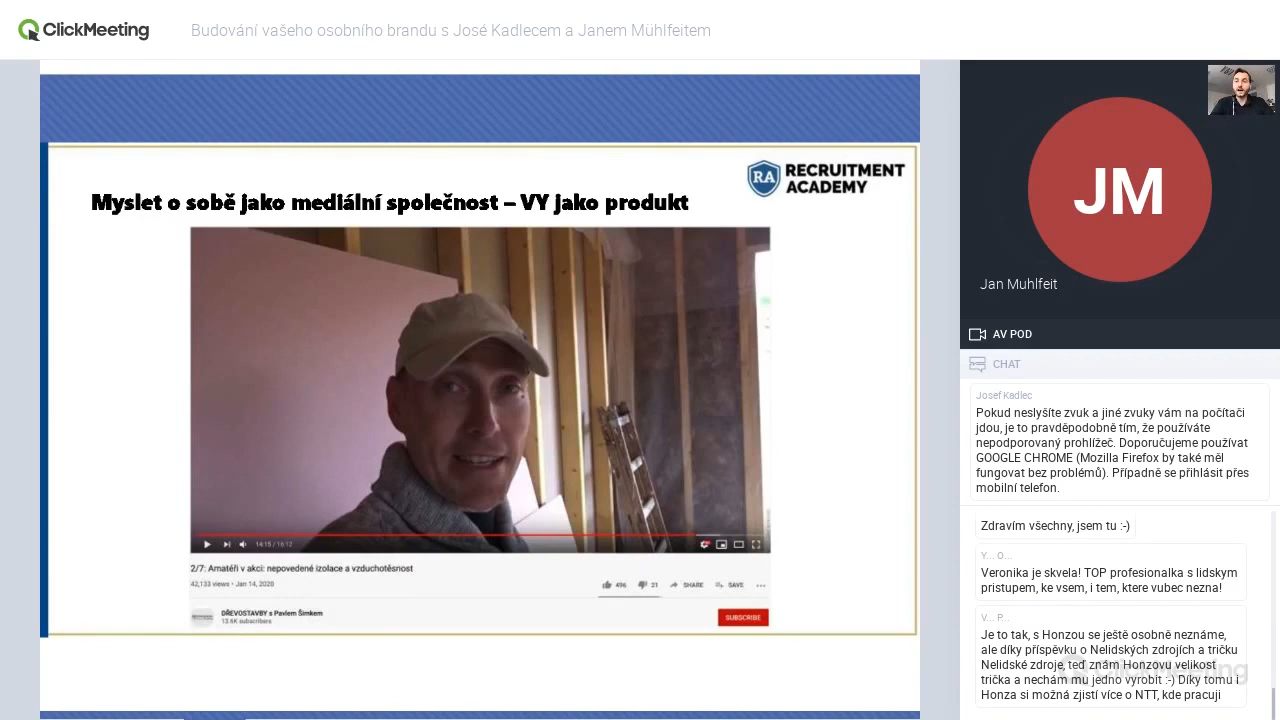 ClickMeeting
Budování vašeho osobního brandu s José Kadlecem a Janem Mühlfeitem
RA
RECRUITMENT
ACADEMY
Myslet o sobě jako mediální společnost – VY jako produkt
14:15 / 16:12
2/7: Amatéři v akci: nepovedené izolace a vzduchotěsnost
42,133 views • Jan 14, 2020
496
21
SHARE
SAVE
DŘEVOSTAVBY s Pavlem Šimkem
13.6K subscribers
SUBSCRIBE
JM
Jan Muhlfeit
AV POD
CHAT
Josef Kadlec
Pokud neslyšíte zvuk a jiné zvuky vám na počítači
jdou, je to pravděpodobně tím, že používáte
nepodporovaný prohlížeč. Doporučujeme používat
GOOGLE CHROME (Mozilla Firefox by také měl
fungovat bez problémů). Případně se přihlásit přes
mobilní telefon.
Zdravím všechny, jsem tu :-)
Y... O...
Veronika je skvela! TOP profesionalka s lidskym
pristupem, ke vsem, i tem, ktere vubec nezna!
V... P...
Je to tak, s Honzou se ještě osobně neznáme,
ale díky příspěvku o Nelidských zdrojích a tričku
Nelidské zdroje, teď znám Honzovu velikost
trička a nechám mu jedno vyrobit :-) Díky tomu i
Honza si možná zjistí více o NTT, kde pracuji
ClickMeeting